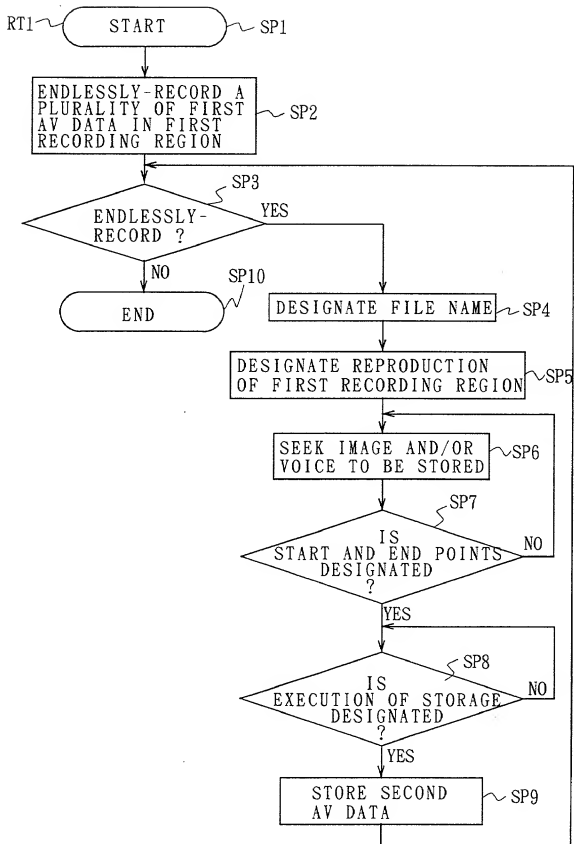 RT1
START
SP1
ENDLESSLY-RECORD A
PLURALITY OF FIRST
AV DATA IN FIRST
RECORDING REGION
SP2
SP3
ENDLESSLY-
RECORD ?
YES
NO
SP10
END
DESIGNATE FILE NAME
SP4
DESIGNATE REPRODUCTION
OF FIRST RECORDING REGION
SP5
SEEK IMAGE AND/OR
VOICE TO BE STORED
SP6
SP7
IS
START AND END POINTS
DESIGNATED
?
NO
YES
SP8
IS
EXECUTION OF STORAGE
DESIGNATED
?
NO
YES
STORE SECOND
AV DATA
SP9